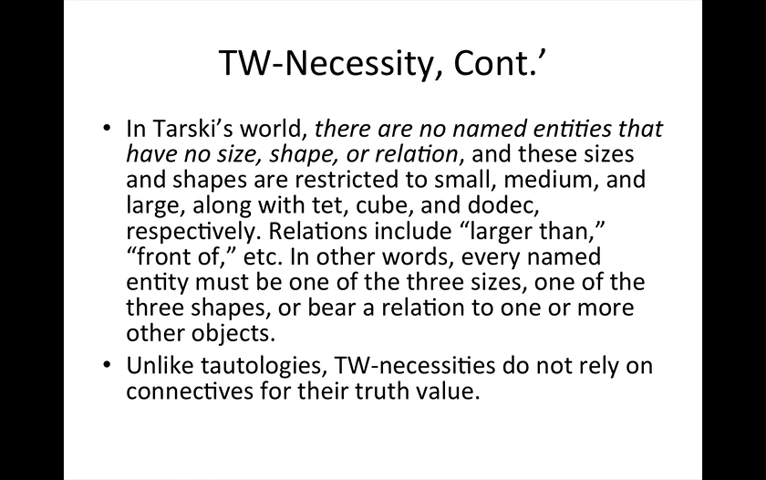 TW-Necessity, Cont.’
• In Tarski’s world, there are no named entities that
have no size, shape, or relation, and these sizes
and shapes are restricted to small, medium, and
large, along with tet, cube, and dodec,
respectively. Relations include “larger than,”
“front of,” etc. In other words, every named
entity must be one of the three sizes, one of the
three shapes, or bear a relation to one or more
other objects.
• Unlike tautologies, TW-necessities do not rely on
connectives for their truth value.